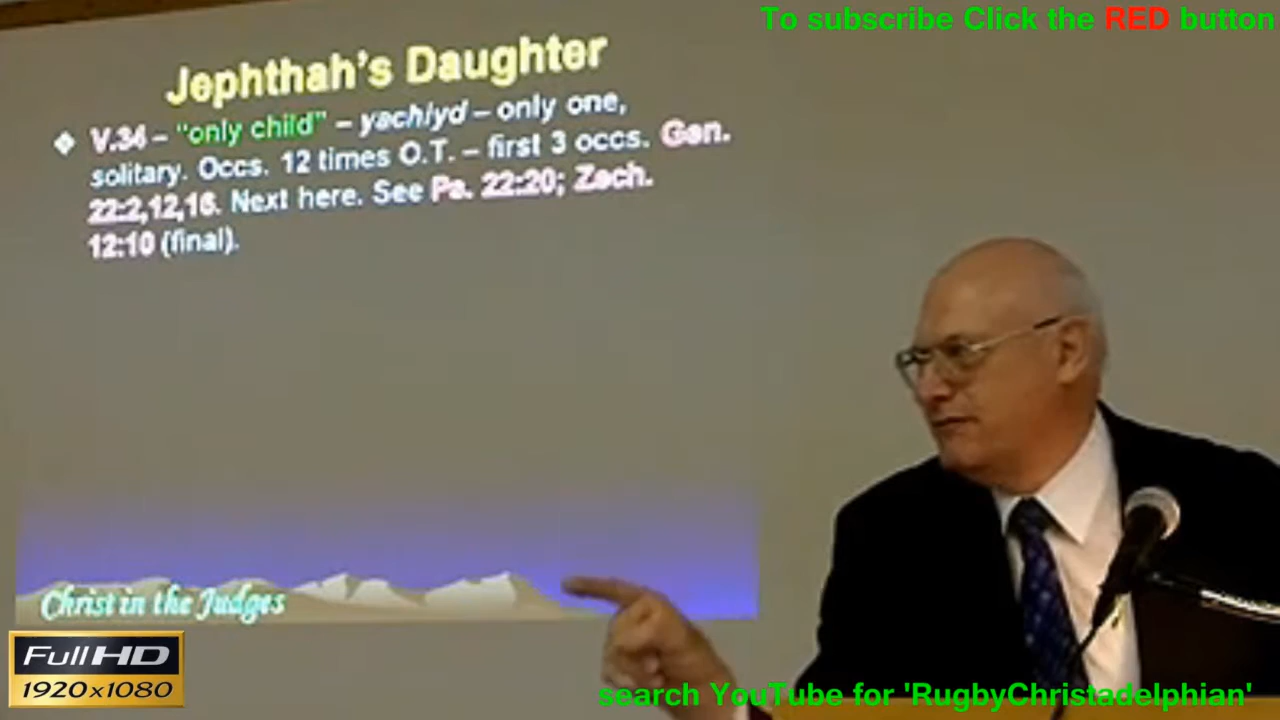 To subscribe Click the RED button
Jephthah's Daughter
V.34 – "only child" – yachiyd – only one,
solitary. Occs. 12 times O.T. – first 3 occs. Gen.
22:2,12,16. Next here. See Ps. 22:20; Zech.
12:10 (final).
Christ in the Judges
Full HD
1920x1080
search YouTube for 'RugbyChristadelphian'